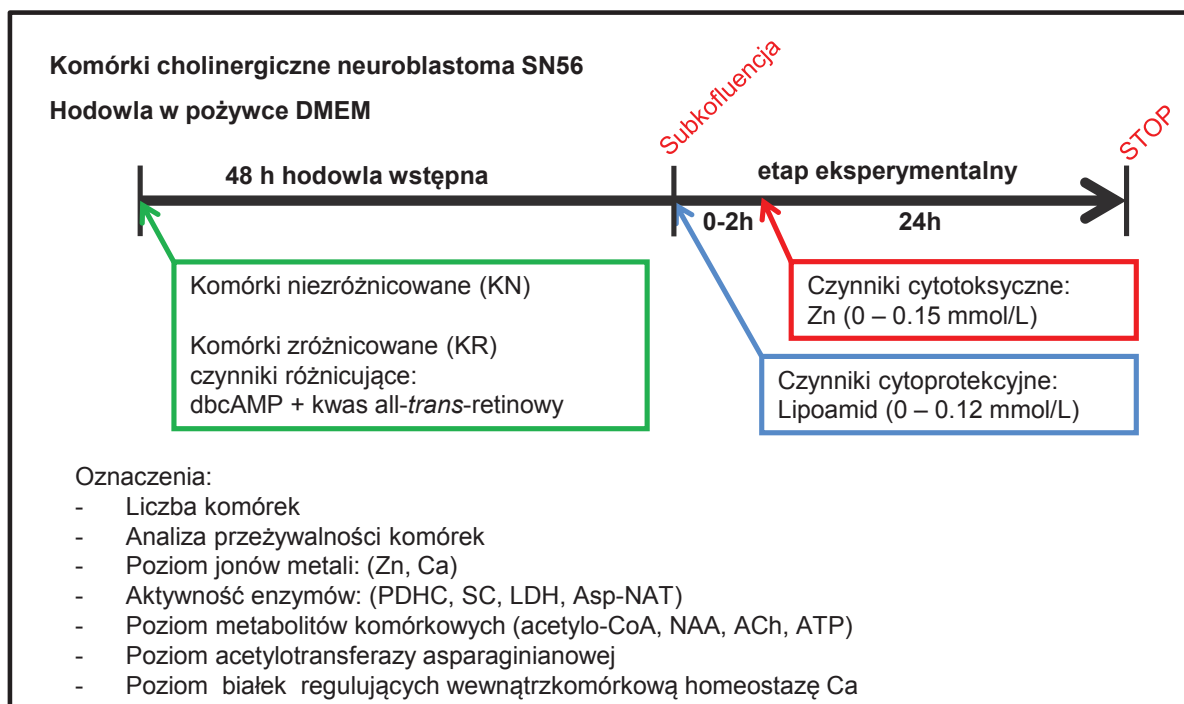 Komórki cholinergiczne neuroblastoma SN56
Hodowla w pożywce DMEM
Subkofluencja
STOP
48 h hodowla wstępna
etap eksperymentalny
0-2h
24h
Komórki niezróżnicowane (KN)
Komórki zróżnicowane (KR)
czynniki różnicujące:
dbcAMP + kwas all-trans-retinowy
Czynniki cytotoksyczne:
Zn (0 – 0.15 mmol/L)
Czynniki cytoprotekcyjne:
Lipoamid (0 – 0.12 mmol/L)
Oznaczenia:
- Liczba komórek
- Analiza przeżywalności komórek
- Poziom jonów metali: (Zn, Ca)
- Aktywność enzymów: (PDHC, SC, LDH, Asp-NAT)
- Poziom metabolitów komórkowych (acetylo-CoA, NAA, ACh, ATP)
- Poziom acetylotransferazy asparaginianowej
- Poziom białek regulujących wewnątrzkomórkową homeostazę Ca